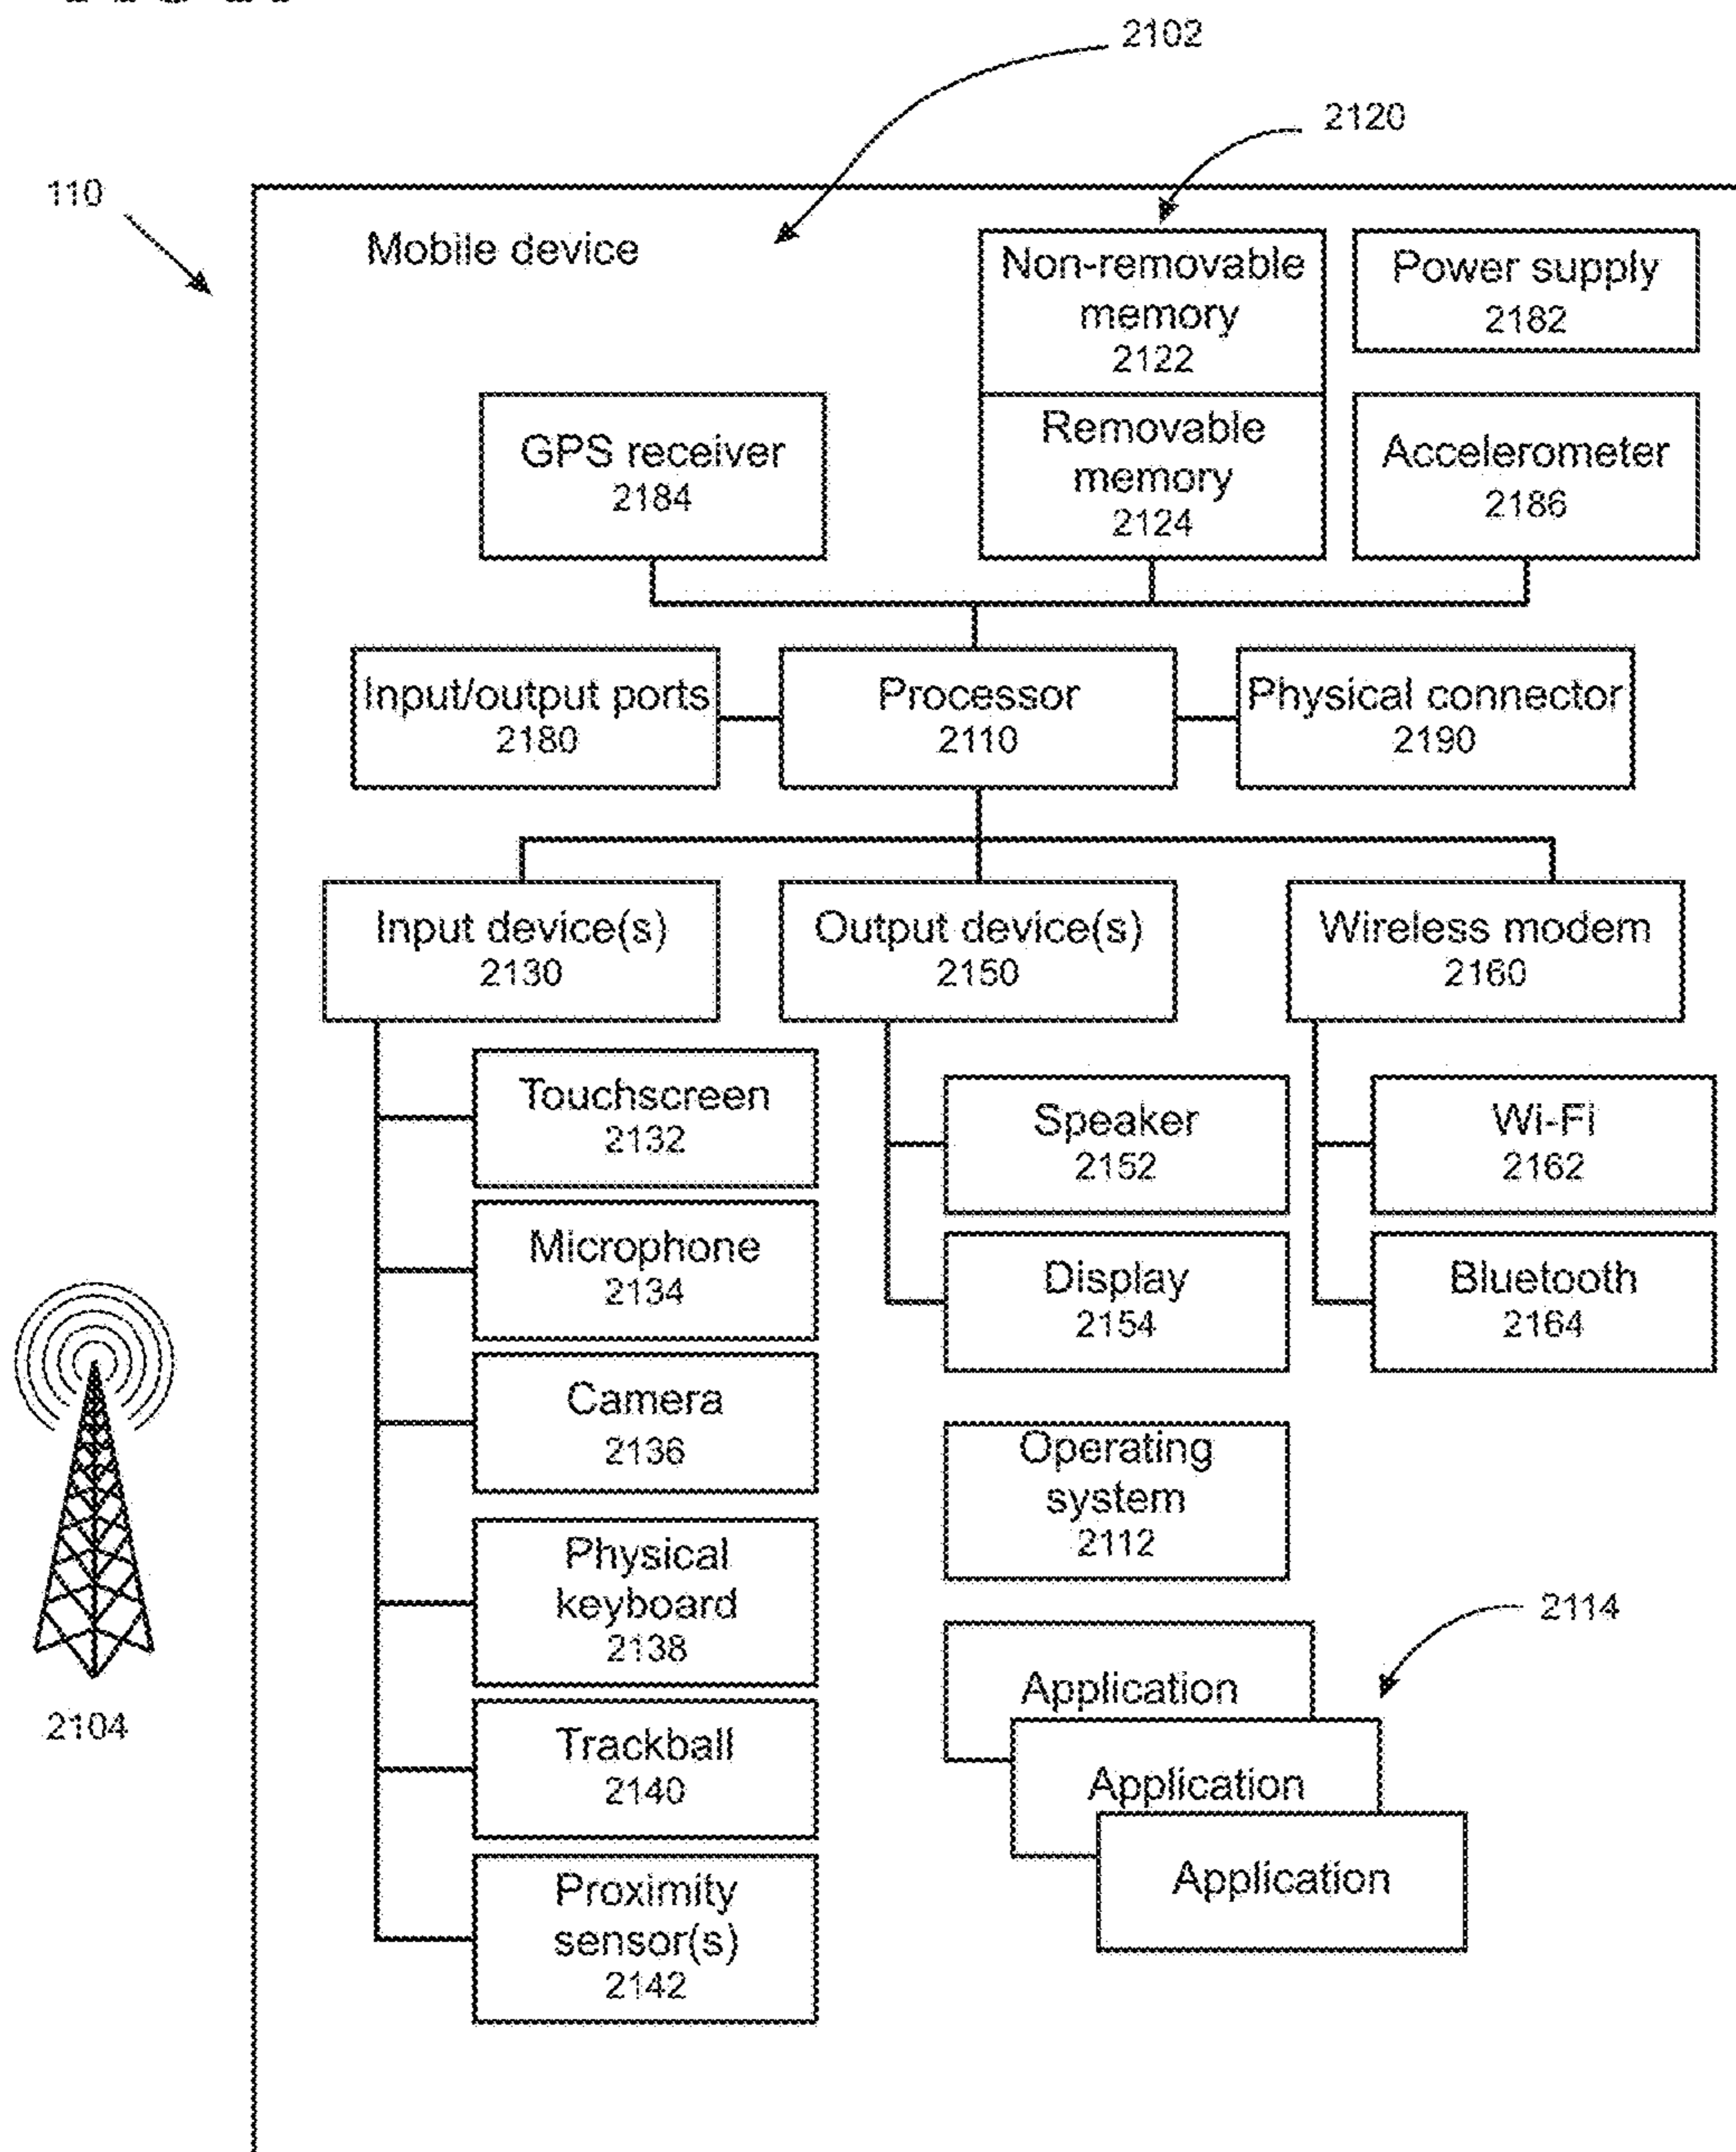 2102
2120
110
Mobile device
Non-removable
memory
2122
Power supply
2182
GPS receiver
2184
Removable
memory
2124
Accelerometer
2186
Input/output ports
2180
Processor
2110
Physical connector
2190
Input device(s)
2130
Output device(s)
2150
Wireless modem
2160
Touchscreen
2132
Speaker
2152
Wi-Fi
2162
Microphone
2134
Display
2154
Bluetooth
2164
Camera
2136
Operating
system
2112
Physical
keyboard
2138
2114
Application
2104
Trackball
2140
Application
Proximity
sensor(s)
2142
Application